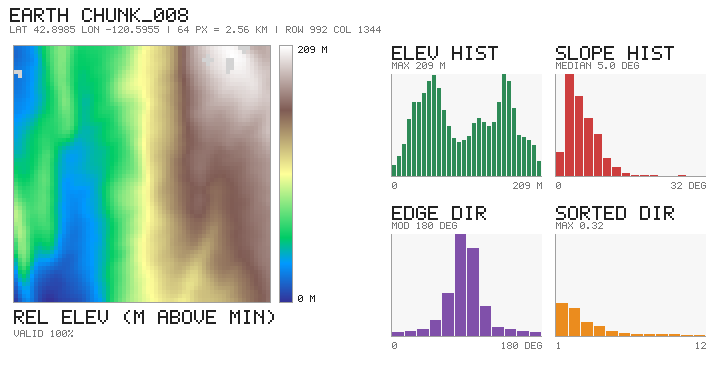 EARTH CHUNK_008
LAT 42.8985 LON -120.5955 | 64 PX = 2.56 KM | ROW 992 COL 1344
209 M
0 M
REL ELEV (M ABOVE MIN)
VALID 100%
ELEV HIST
MAX 209 M
0 209 M
SLOPE HIST
MEDIAN 5.0 DEG
0 32 DEG
EDGE DIR
MOD 180 DEG
0 180 DEG
SORTED DIR
MAX 0.32
1 12